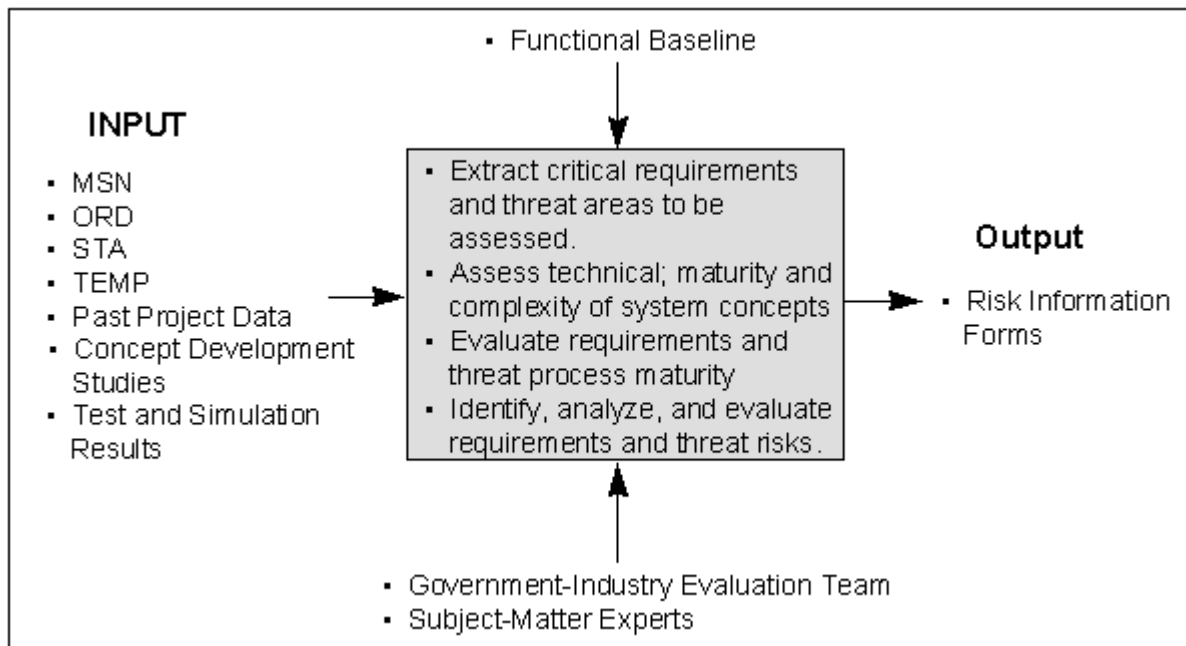 ▪ Functional Baseline
INPUT
▪ MSN
▪ ORD
▪ STA
▪ TEMP
▪ Past Project Data
▪ Concept Development
Studies
▪ Test and Simulation
Results
▪ Extract critical requirements
and threat areas to be
assessed.
▪ Assess technical; maturity and
complexity of system concepts
▪ Evaluate requirements and
threat process maturity
▪ Identify, analyze, and evaluate
requirements and threat risks.
Output
▪ Risk Information
Forms
▪ Government-Industry Evaluation Team
▪ Subject-Matter Experts